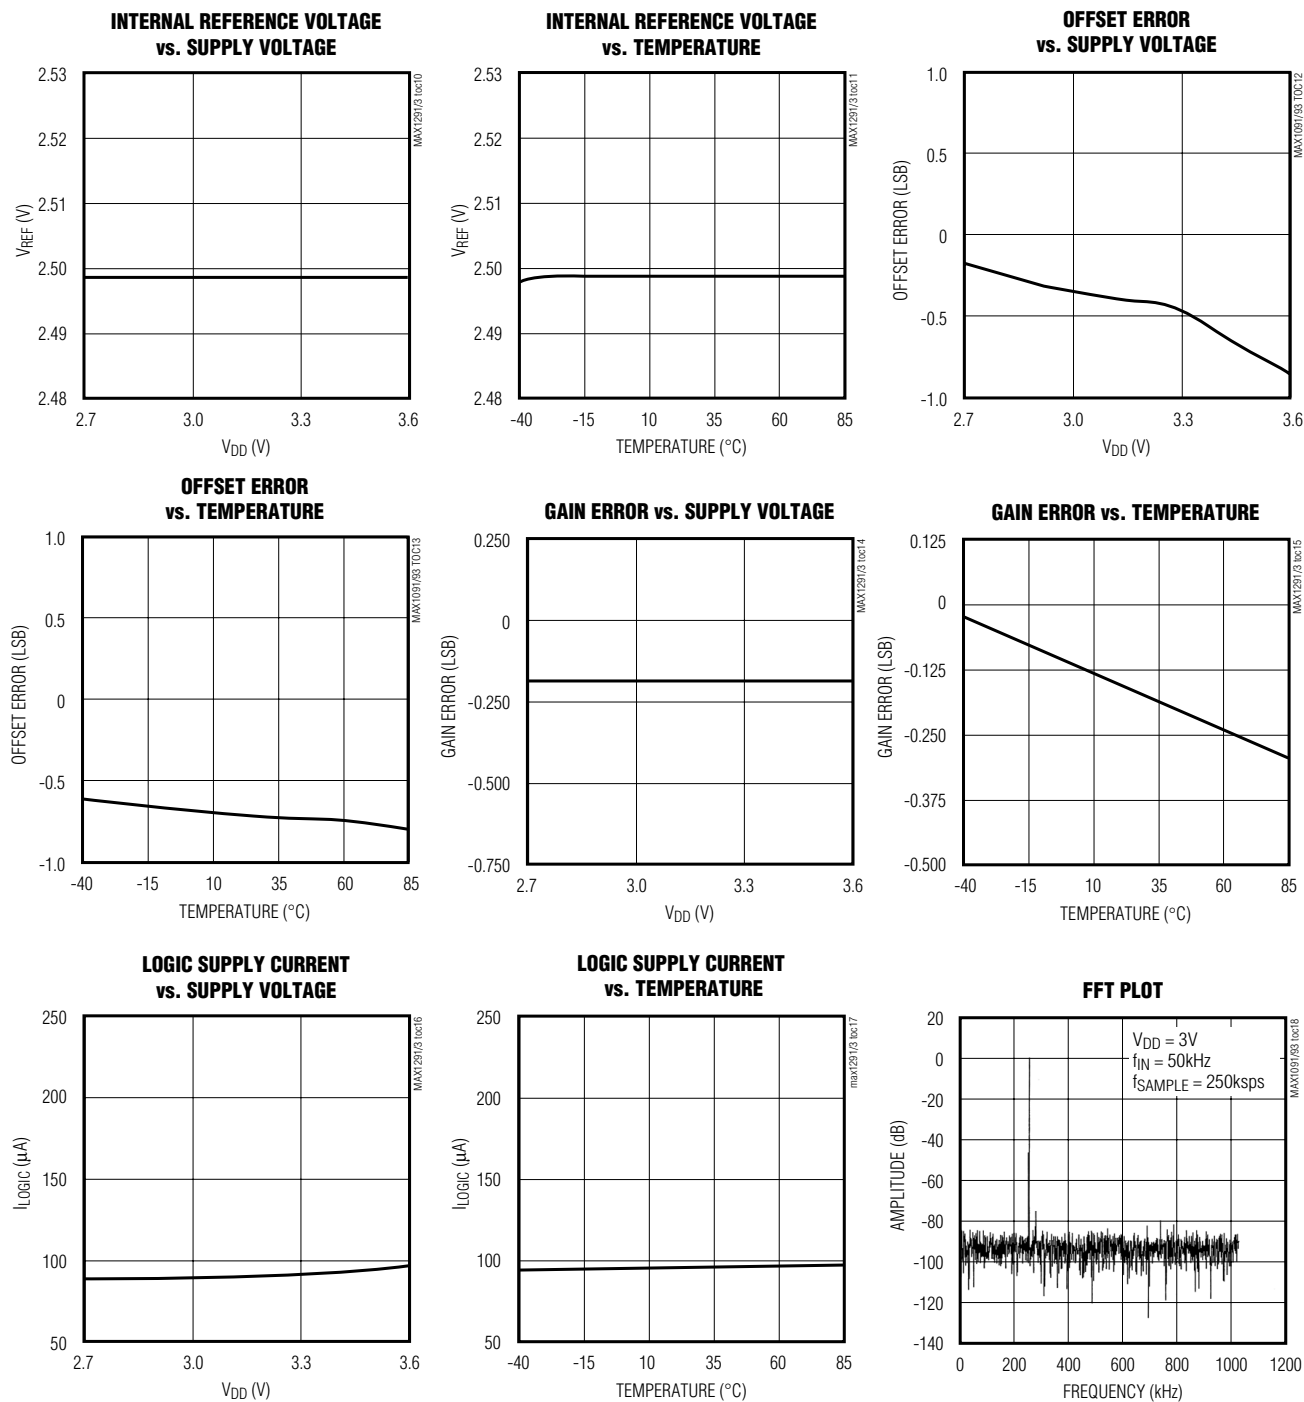 INTERNAL REFERENCE VOLTAGE
vs. SUPPLY VOLTAGE
2.53
2.52
2.51
2.50
2.49
2.48
VREF (V)
2.7 3.0 3.3 3.6
VDD (V)
MAX1291/3 toc10
INTERNAL REFERENCE VOLTAGE
vs. TEMPERATURE
2.53
2.52
2.51
2.50
2.49
2.48
VREF (V)
-40 -15 10 35 60 85
TEMPERATURE (°C)
MAX1291/3 toc11
OFFSET ERROR
vs. SUPPLY VOLTAGE
1.0
0.5
0
-0.5
-1.0
OFFSET ERROR (LSB)
2.7 3.0 3.3 3.6
VDD (V)
MAX1091/93 TOC12
OFFSET ERROR
vs. TEMPERATURE
1.0
0.5
0
-0.5
-1.0
OFFSET ERROR (LSB)
-40 -15 10 35 60 85
TEMPERATURE (°C)
MAX1091/93 TOC13
GAIN ERROR vs. SUPPLY VOLTAGE
0.250
0
-0.250
-0.500
-0.750
GAIN ERROR (LSB)
2.7 3.0 3.3 3.6
VDD (V)
MAX1291/3 toc14
GAIN ERROR vs. TEMPERATURE
0.125
0
-0.125
-0.250
-0.375
-0.500
GAIN ERROR (LSB)
-40 -15 10 35 60 85
TEMPERATURE (°C)
MAX1291/3 toc15
LOGIC SUPPLY CURRENT
vs. SUPPLY VOLTAGE
250
200
150
100
50
ILOGIC (μA)
2.7 3.0 3.3 3.6
VDD (V)
MAX1291/3 toc16
LOGIC SUPPLY CURRENT
vs. TEMPERATURE
250
200
150
100
50
ILOGIC (μA)
-40 -15 10 35 60 85
TEMPERATURE (°C)
max1291/3 toc17
FFT PLOT
20
0
-20
-40
-60
-80
-100
-120
-140
AMPLITUDE (dB)
VDD = 3V
fIN = 50kHz
fSAMPLE = 250ksps
0 200 400 600 800 1000 1200
FREQUENCY (kHz)
MAX1091/93 toc18